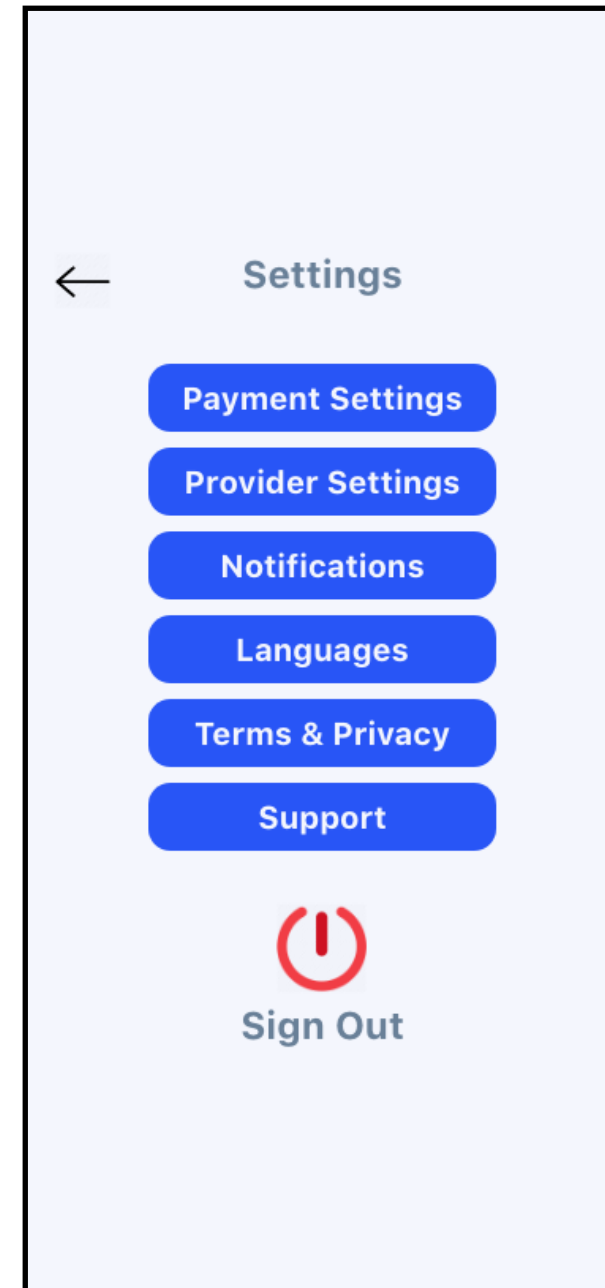 Settings
Payment Settings
Provider Settings
Notifications
Languages
Terms & Privacy
Support
Sign Out